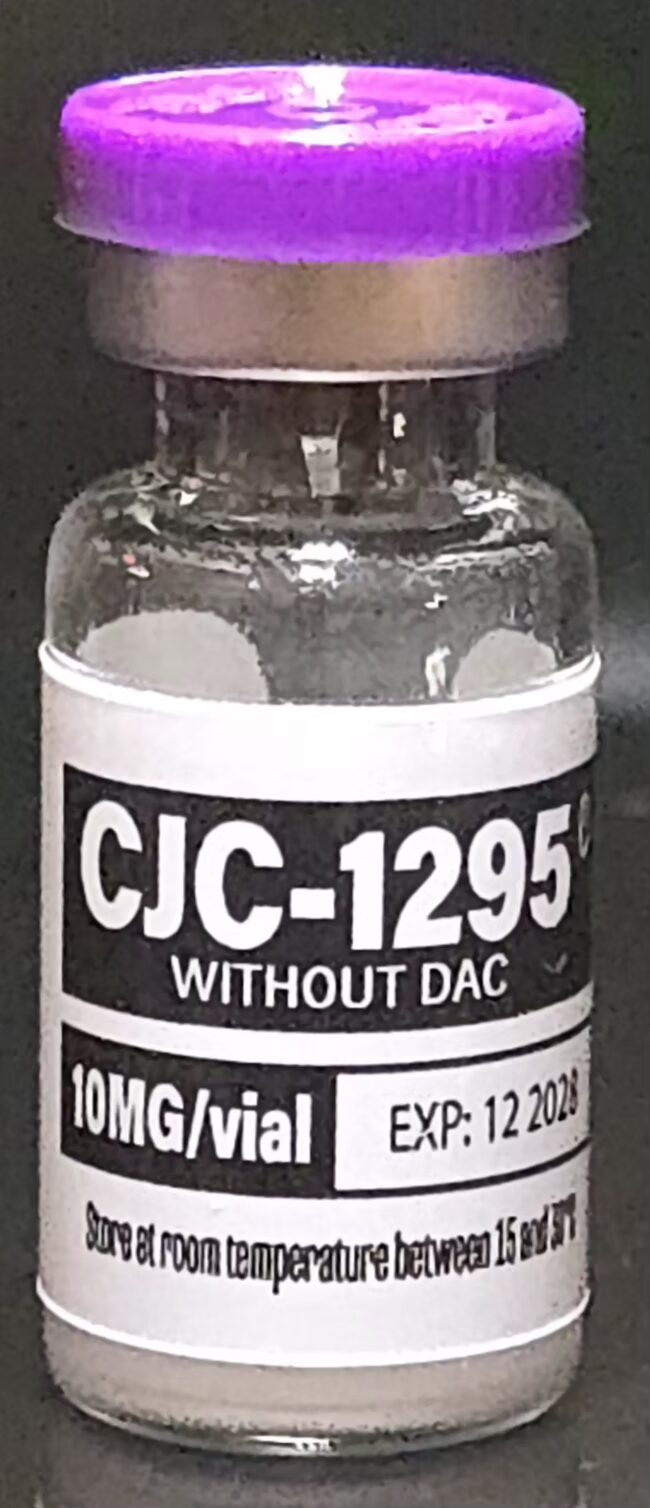 CJC-1295
WITHOUT DAC
10MG/vial
EXP: 12 2028
Store at room temperature between 15 and